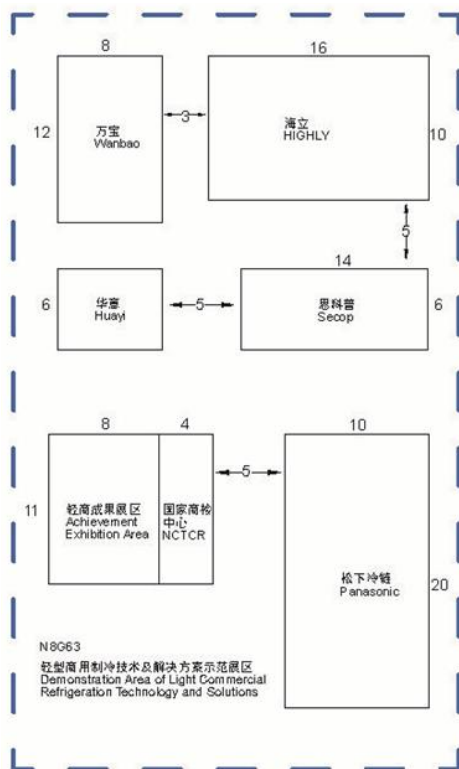 8
16
12
万宝
Wanbao
3
海立
HIGHLY
10
5
14
6
华意
Huayi
5
思科普
Secop
6
8
4
10
11
轻商成果展区
Achievement
Exhibition Area
国家商检
中心
NCTCR
5
松下冷链
Panasonic
20
N8G63
轻型商用制冷技术及解决方案示范展区
Demonstration Area of Light Commercial
Refrigeration Technology and Solutions